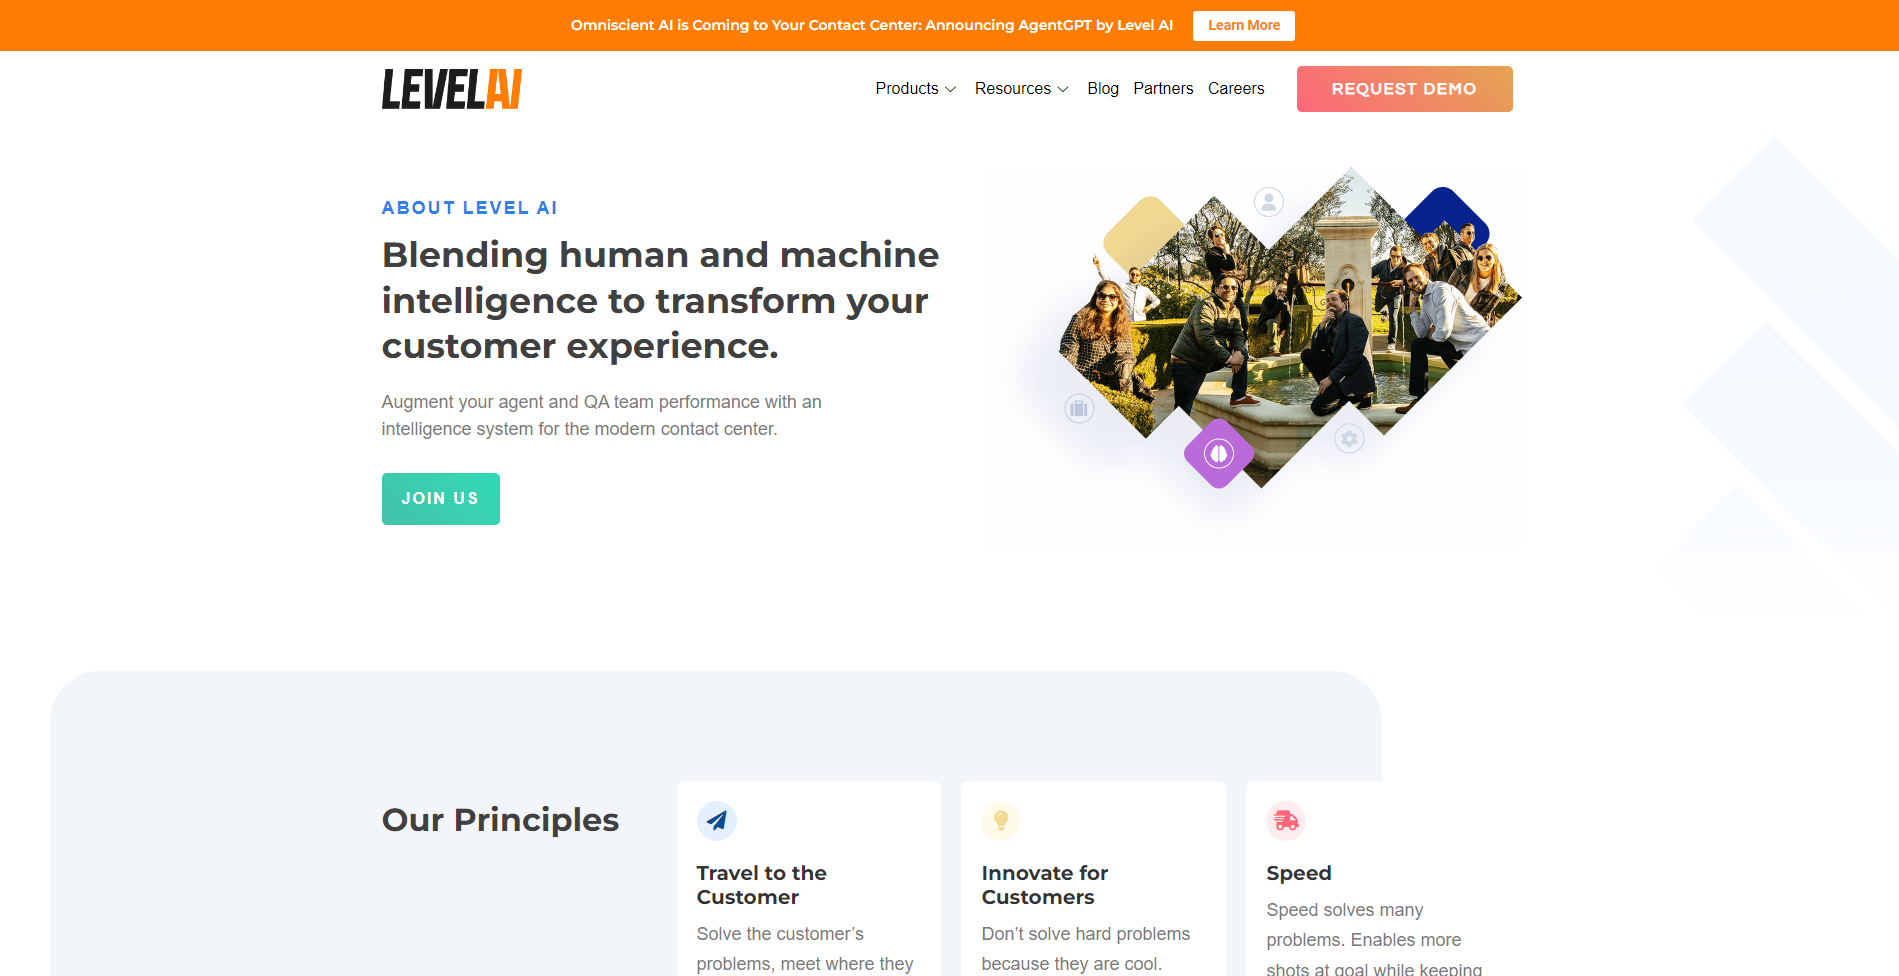 Omniscient AI is Coming to Your Contact Center: Announcing AgentGPT by Level AI
Learn More
LEVELAI
Products
Resources
Blog
Partners
Careers
REQUEST DEMO
ABOUT LEVEL AI
Blending human and machine
intelligence to transform your
customer experience.
Augment your agent and QA team performance with an
intelligence system for the modern contact center.
JOIN US
Our Principles
Travel to the
Customer
Solve the customer’s
problems, meet where they
Innovate for
Customers
Don’t solve hard problems
because they are cool.
Speed
Speed solves many
problems. Enables more
shots at goal while keeping